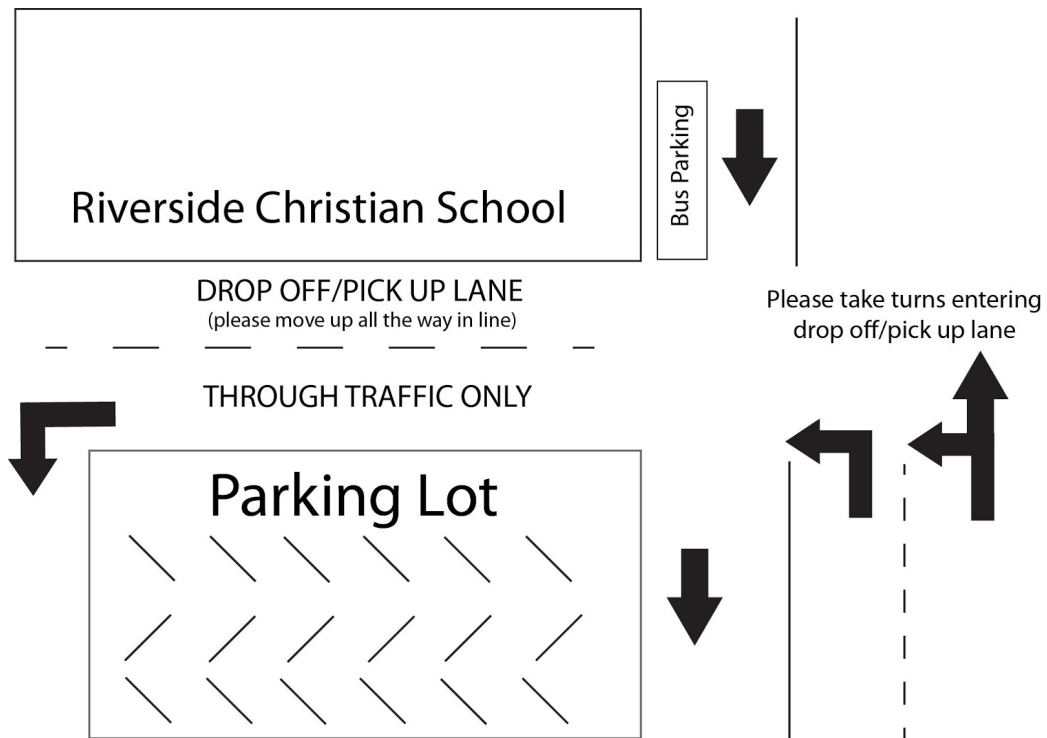 Riverside Christian School
Bus Parking
DROP OFF/PICK UP LANE
(please move up all the way in line)
Please take turns entering
drop off/pick up lane
THROUGH TRAFFIC ONLY
Parking Lot